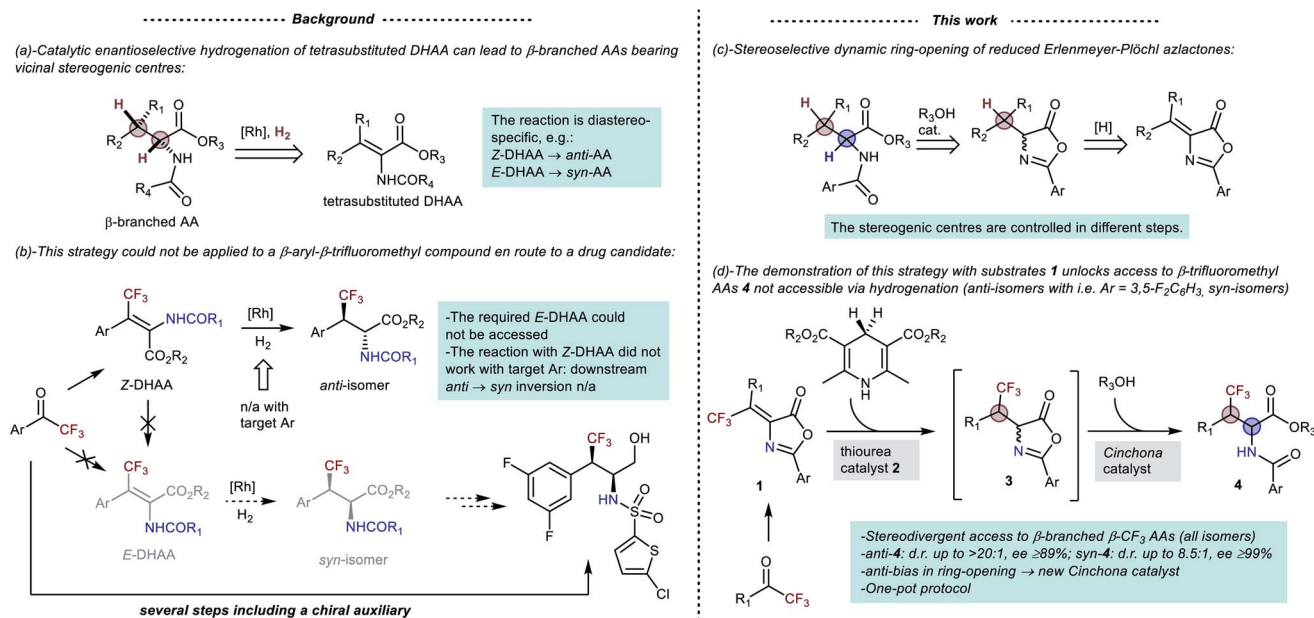 Background
(a)-Catalytic enantioselective hydrogenation of tetrasubstituted DHAA can lead to β-branched AAs bearing
vicinal stereogenic centres:
H
R1
O
R2
OR3
H
NH
R4
O
β-branched AA
[Rh], H2
R1
O
R2
OR3
NHCOR4
tetrasubstituted DHAA
The reaction is diastereo-
specific, e.g.:
Z-DHAA → anti-AA
E-DHAA → syn-AA
(b)-This strategy could not be applied to a β-aryl-β-trifluoromethyl compound en route to a drug candidate:
CF3
Ar
NHCOR1
CO2R2
Z-DHAA
[Rh]
H2
n/a with
target Ar
CF3
Ar
CO2R2
NHCOR1
anti-isomer
-The required E-DHAA could
not be accessed
-The reaction with Z-DHAA did not
work with target Ar: downstream
anti → syn inversion n/a
O
Ar
CF3
CF3
Ar
CO2R2
NHCOR1
E-DHAA
[Rh]
H2
CF3
Ar
CO2R2
NHCOR1
syn-isomer
F
CF3
OH
HN
O
S
O
F
S
Cl
several steps including a chiral auxiliary
This work
(c)-Stereoselective dynamic ring-opening of reduced Erlenmeyer-Plöchl azlactones:
H
R1
O
R2
OR3
H
NH
Ar
O
R3OH
cat.
H
R1
O
R2
O
N
Ar
[H]
R1
O
R2
O
N
Ar
The stereogenic centres are controlled in different steps.
(d)-The demonstration of this strategy with substrates 1 unlocks access to β-trifluoromethyl
AAs 4 not accessible via hydrogenation (anti-isomers with i.e. Ar = 3,5-F2C6H3, syn-isomers)
H
H
R2O2C
CO2R2
N
H
R1
O
CF3
O
N
Ar
1
thiourea
catalyst 2
CF3
O
R1
O
N
Ar
3
R3OH
Cinchona
catalyst
CF3
O
R1
OR3
HN
O
Ar
4
O
R1
CF3
-Stereodivergent access to β-branched β-CF3 AAs (all isomers)
-anti-4: d.r. up to >20:1, ee ≥89%; syn-4: d.r. up to 8.5:1, ee ≥99%
-anti-bias in ring-opening → new Cinchona catalyst
-One-pot protocol